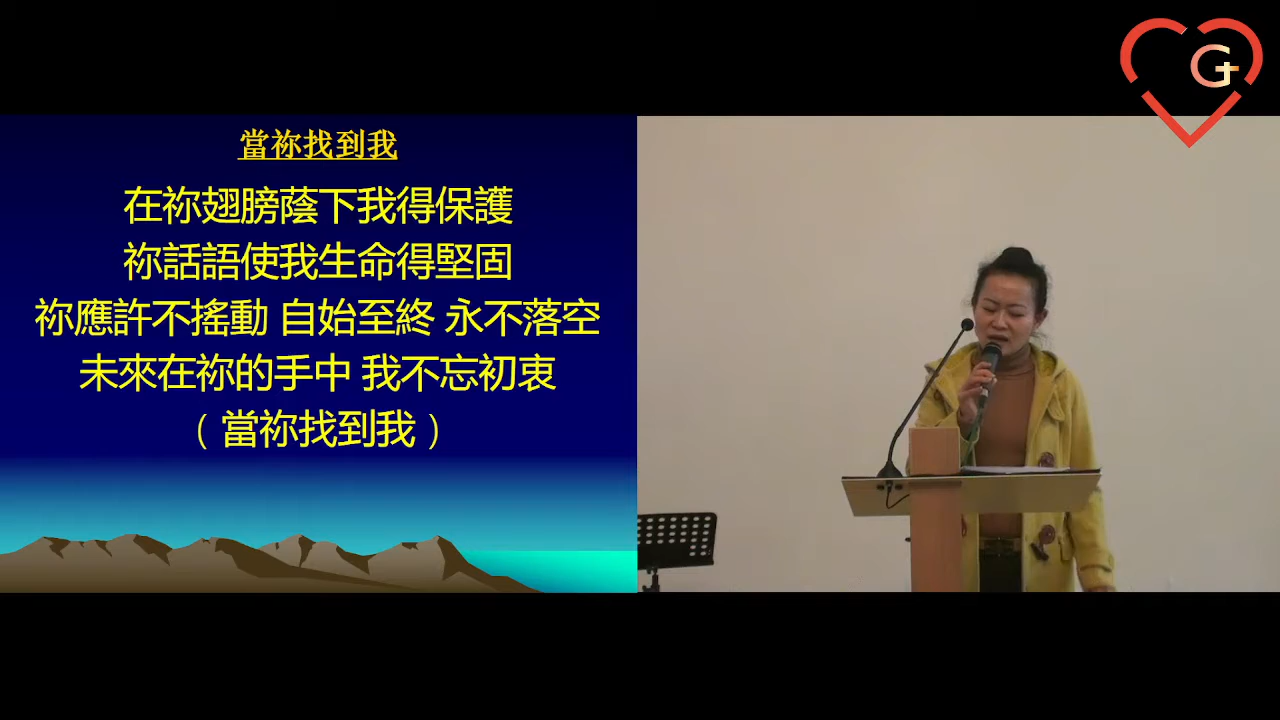 當祢找到我
在祢翅膀蔭下我得保護
祢話語使我生命得堅固
祢應許不搖動 自始至終 永不落空
未來在祢的手中 我不忘初衷
（當祢找到我）
G